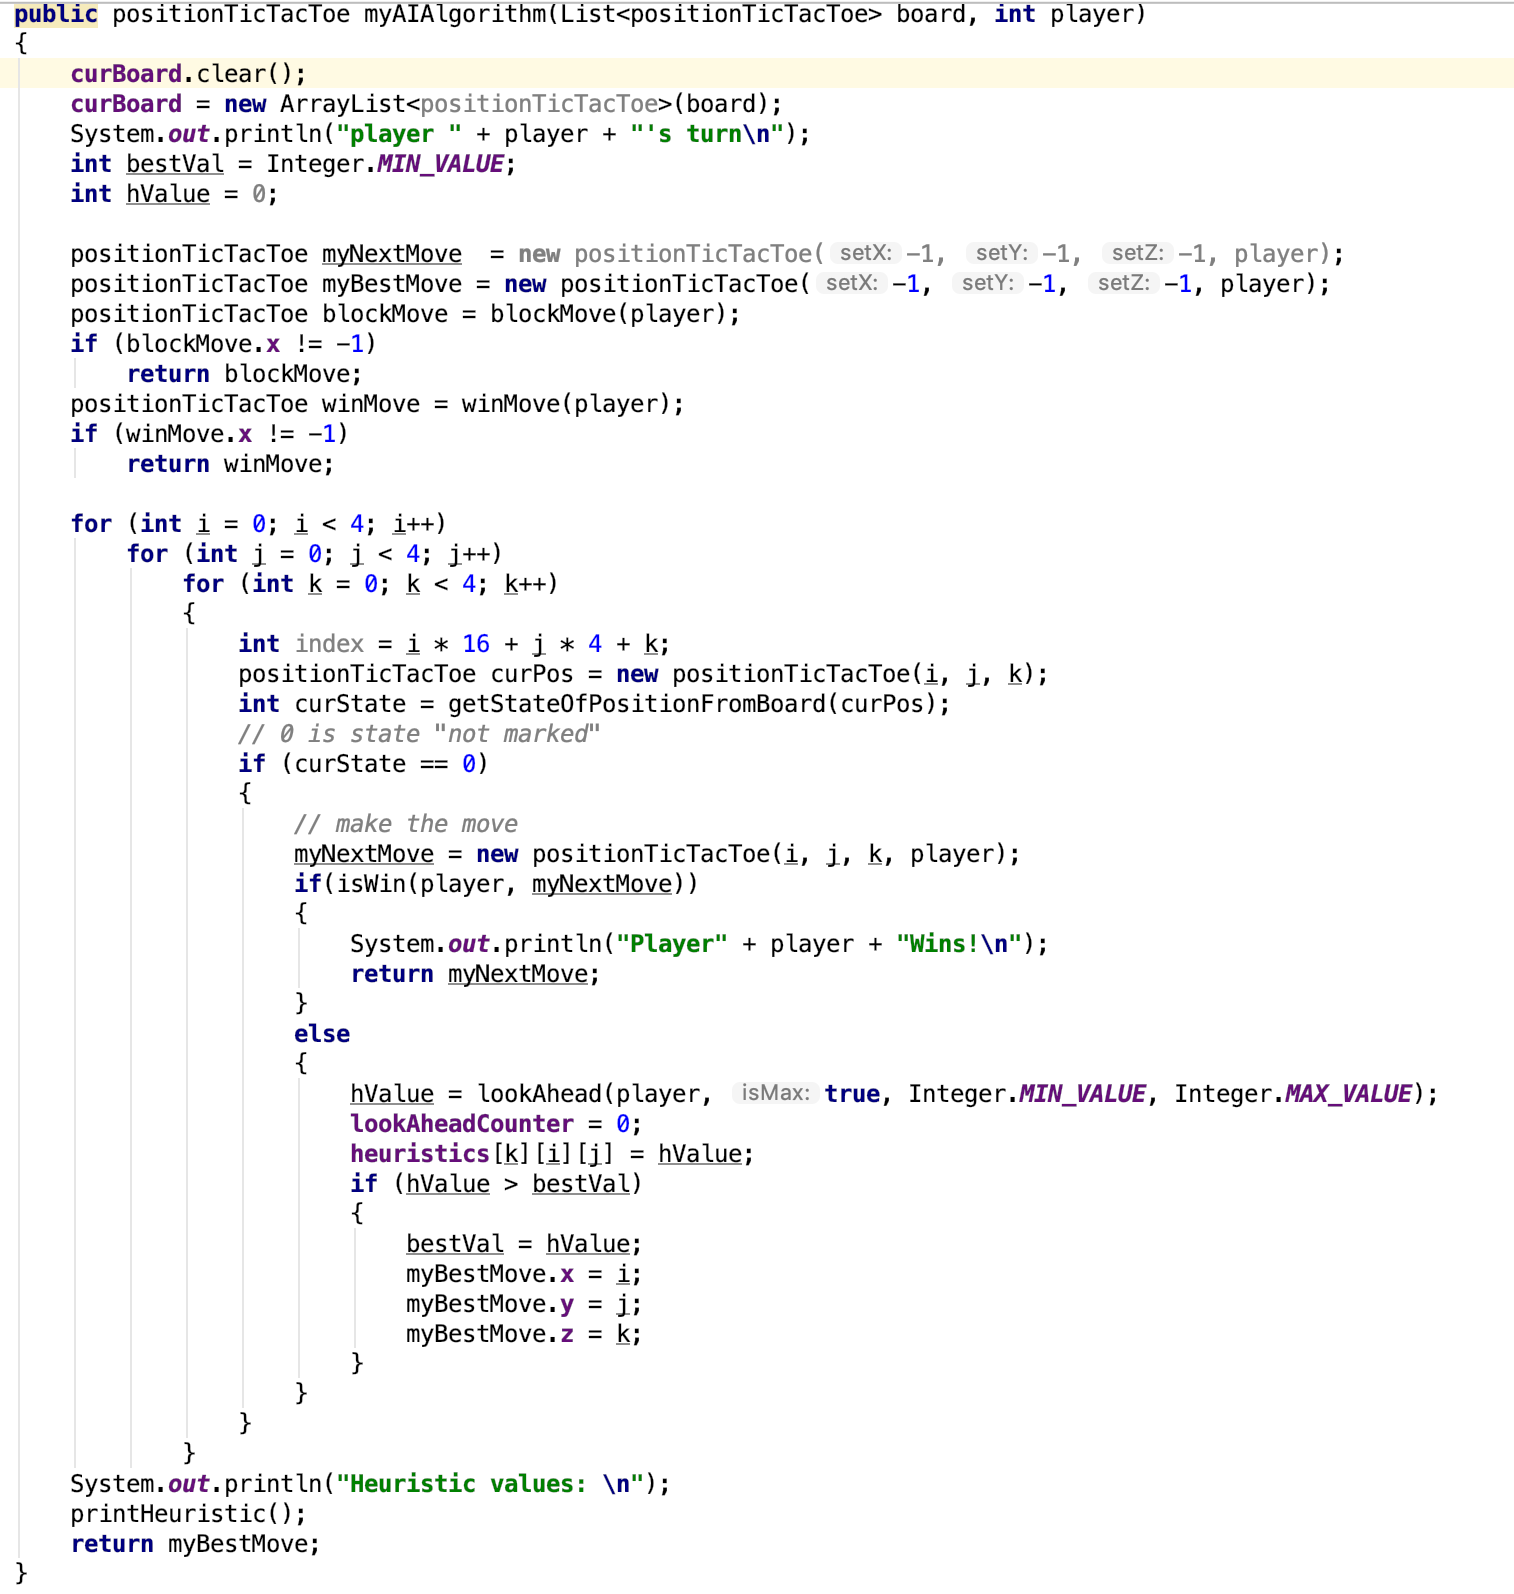 public positionTicTacToe myAIAlgorithm(List<positionTicTacToe> board, int player)
{
    curBoard.clear();
    curBoard = new ArrayList<positionTicTacToe>(board);
    System.out.println("player " + player + "'s turn\n");
    int bestVal = Integer.MIN_VALUE;
    int hValue = 0;

    positionTicTacToe myNextMove  = new positionTicTacToe( setX: -1, setY: -1, setZ: -1, player);
    positionTicTacToe myBestMove = new positionTicTacToe( setX: -1, setY: -1, setZ: -1, player);
    positionTicTacToe blockMove = blockMove(player);
    if (blockMove.x != -1)
        return blockMove;
    positionTicTacToe winMove = winMove(player);
    if (winMove.x != -1)
        return winMove;

    for (int i = 0; i < 4; i++)
        for (int j = 0; j < 4; j++)
            for (int k = 0; k < 4; k++)
            {
                int index = i * 16 + j * 4 + k;
                positionTicTacToe curPos = new positionTicTacToe(i, j, k);
                int curState = getStateOfPositionFromBoard(curPos);
                // 0 is state "not marked"
                if (curState == 0)
                {
                    // make the move
                    myNextMove = new positionTicTacToe(i, j, k, player);
                    if(isWin(player, myNextMove))
                    {
                        System.out.println("Player" + player + "Wins!\n");
                        return myNextMove;
                    }
                    else
                    {
                        hValue = lookAhead(player, isMax: true, Integer.MIN_VALUE, Integer.MAX_VALUE);
                        lookAheadCounter = 0;
                        heuristics[k][i][j] = hValue;
                        if (hValue > bestVal)
                        {
                            bestVal = hValue;
                            myBestMove.x = i;
                            myBestMove.y = j;
                            myBestMove.z = k;
                        }
                    }
                }
            }
    System.out.println("Heuristic values: \n");
    printHeuristic();
    return myBestMove;
}